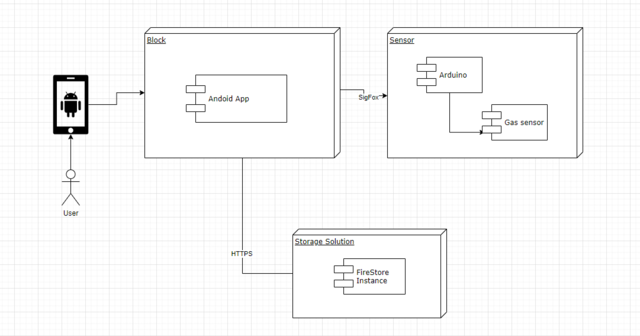 Block
Sensor
Andoid App
Arduino
SigFox
Gas sensor
User
Storage Solution
HTTPS
FireStore
Instance